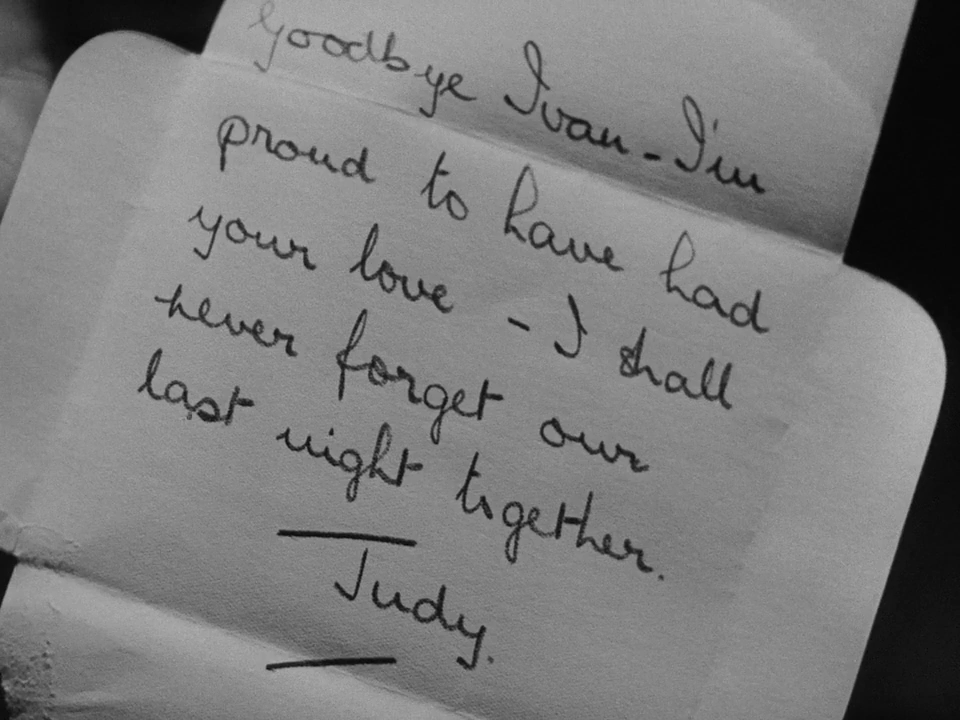 Goodbye Ivan - I'm
proud to have had
your love - I shall
never forget our
last night together.
Judy.